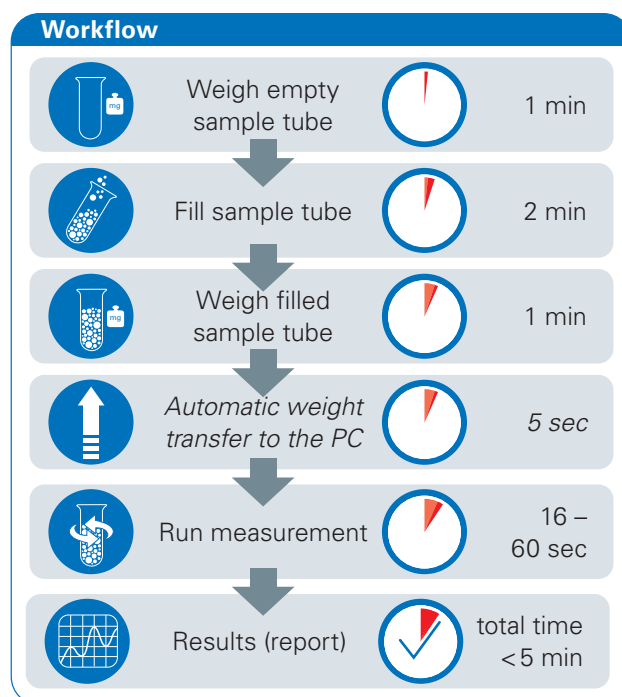 Workflow
mg
Weigh empty
sample tube
1 min
Fill sample tube
2 min
mg
Weigh filled
sample tube
1 min
Automatic weight
transfer to the PC
5 sec
Run measurement
16 –
60 sec
Results (report)
total time
<5 min